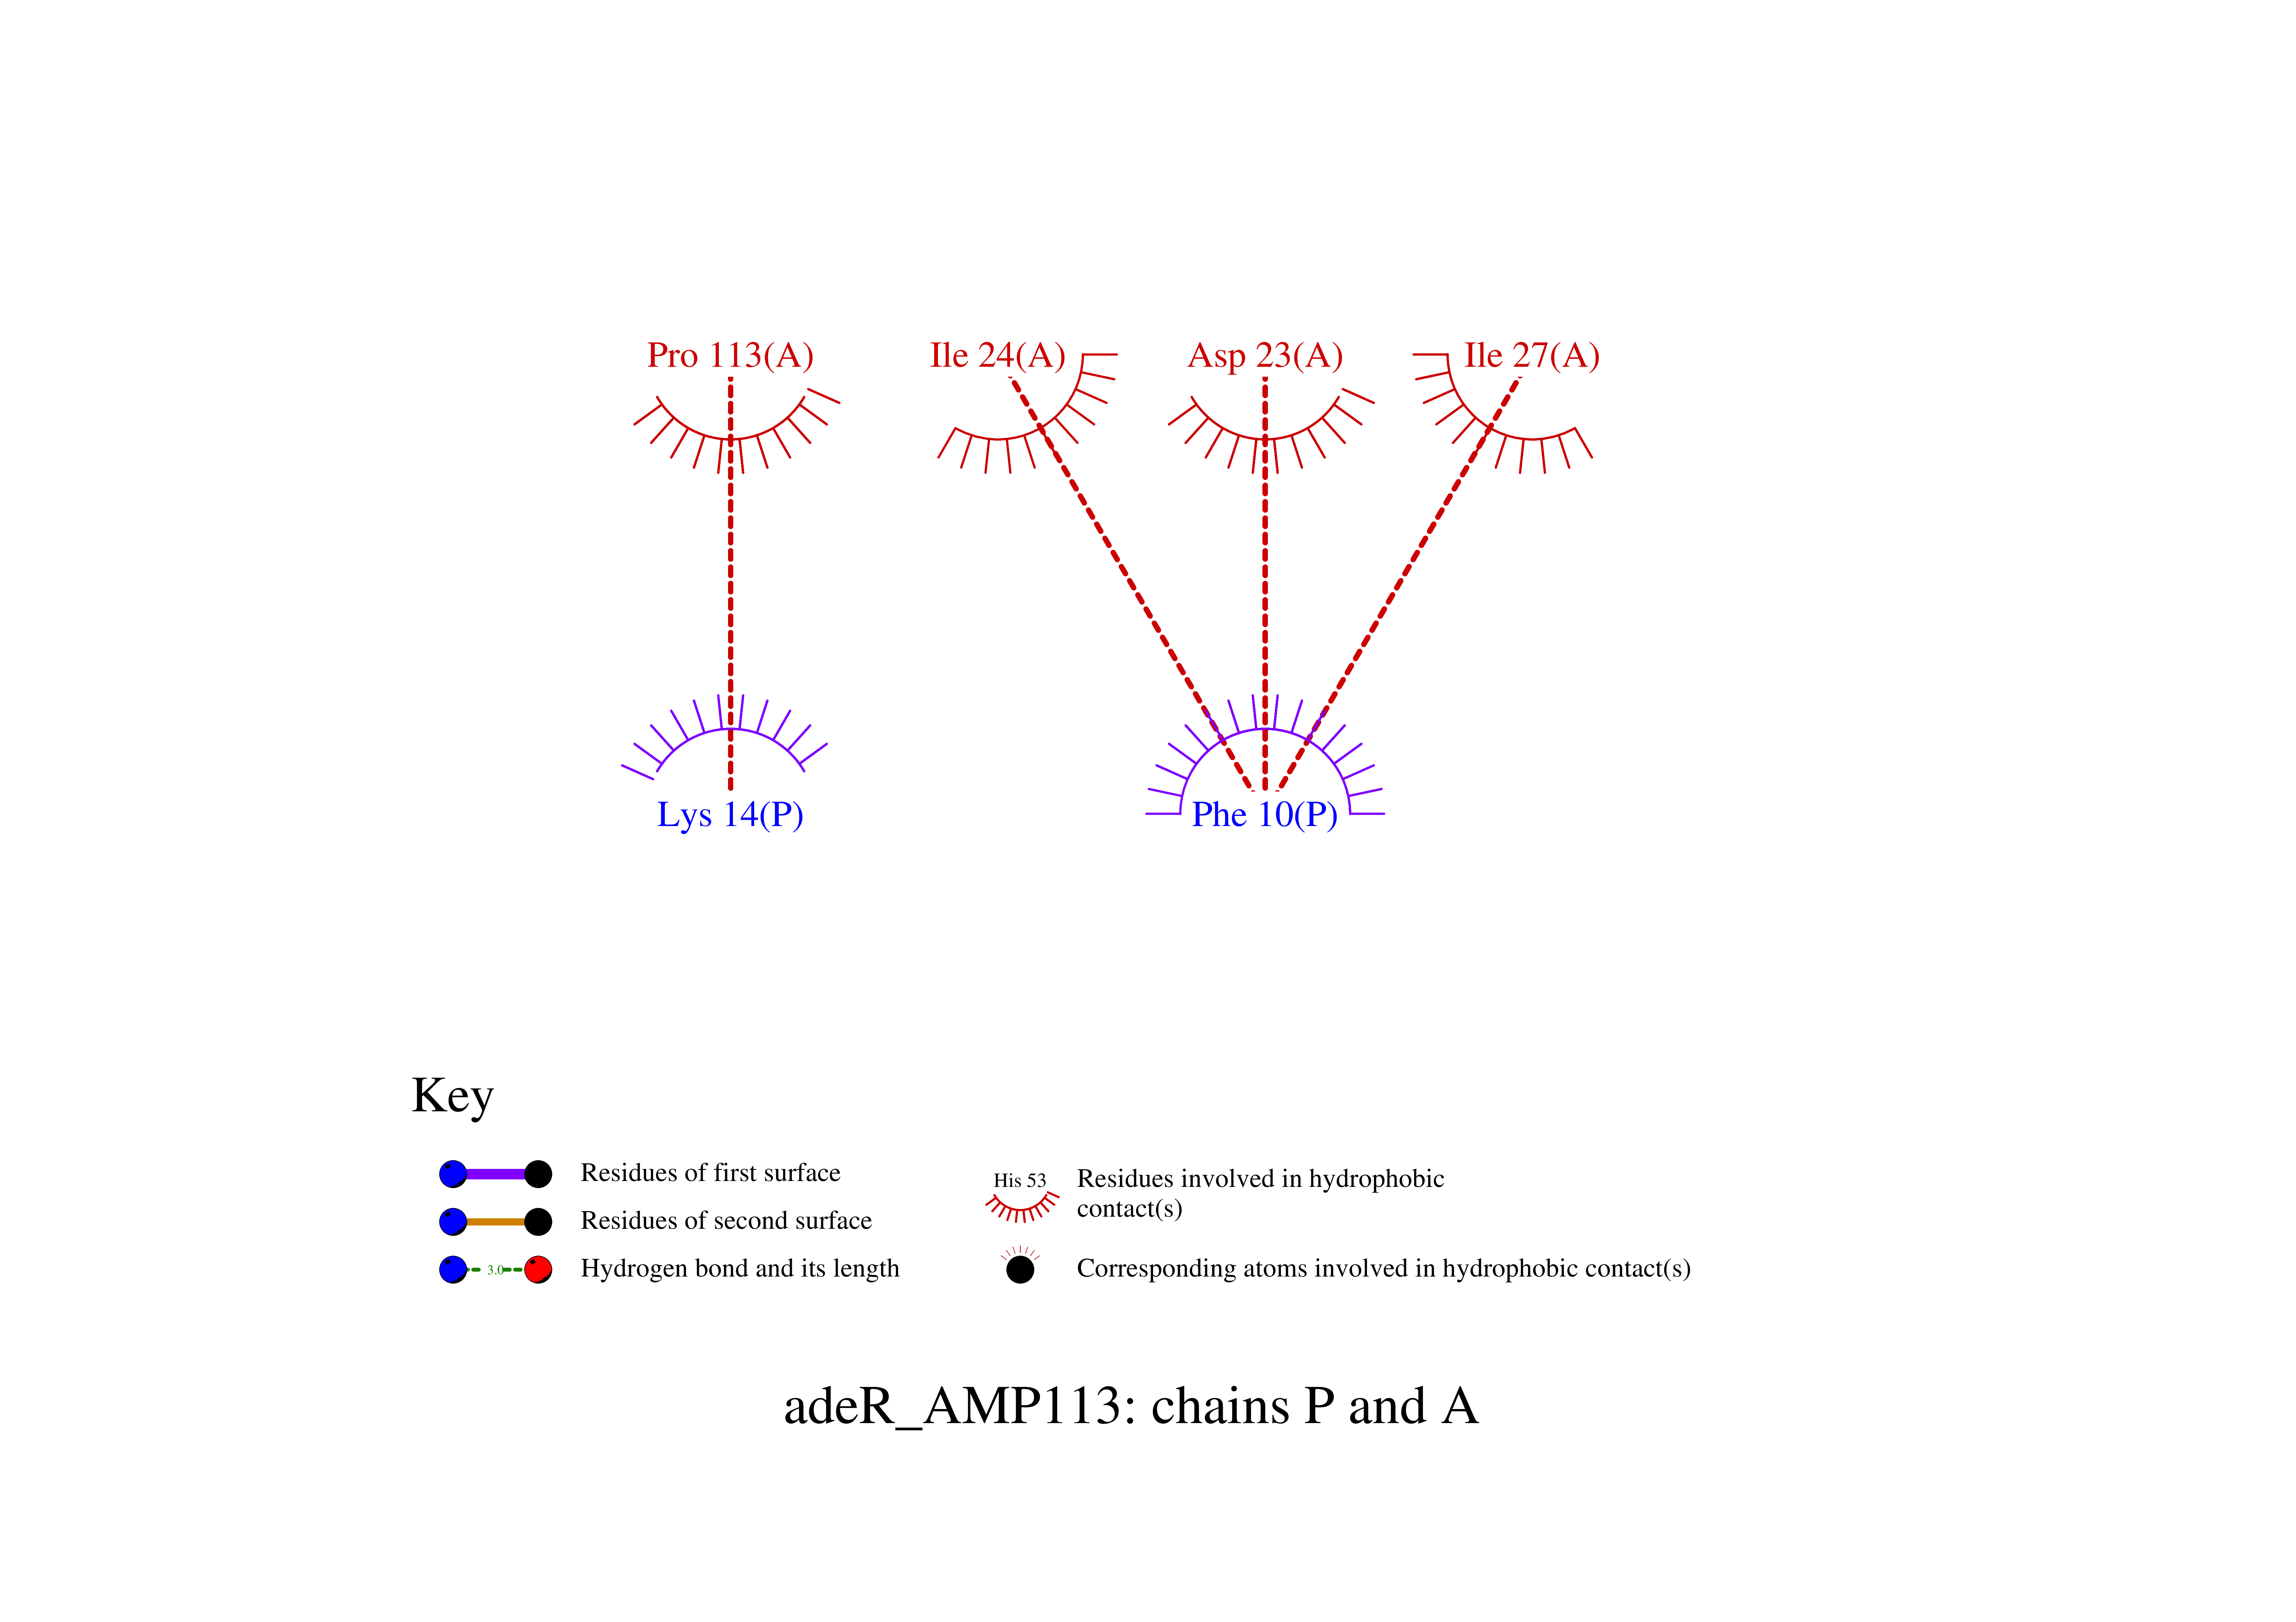 Pro 113(A) Ile 24(A) Asp 23(A) Ile 27(A)
Lys 14(P) Phe 10(P)
Key
Residues of first surface
Residues of second surface
3.0 Hydrogen bond and its length
His 53 Residues involved in hydrophobic
contact(s)
Corresponding atoms involved in hydrophobic contact(s)
adeR_AMP113: chains P and A